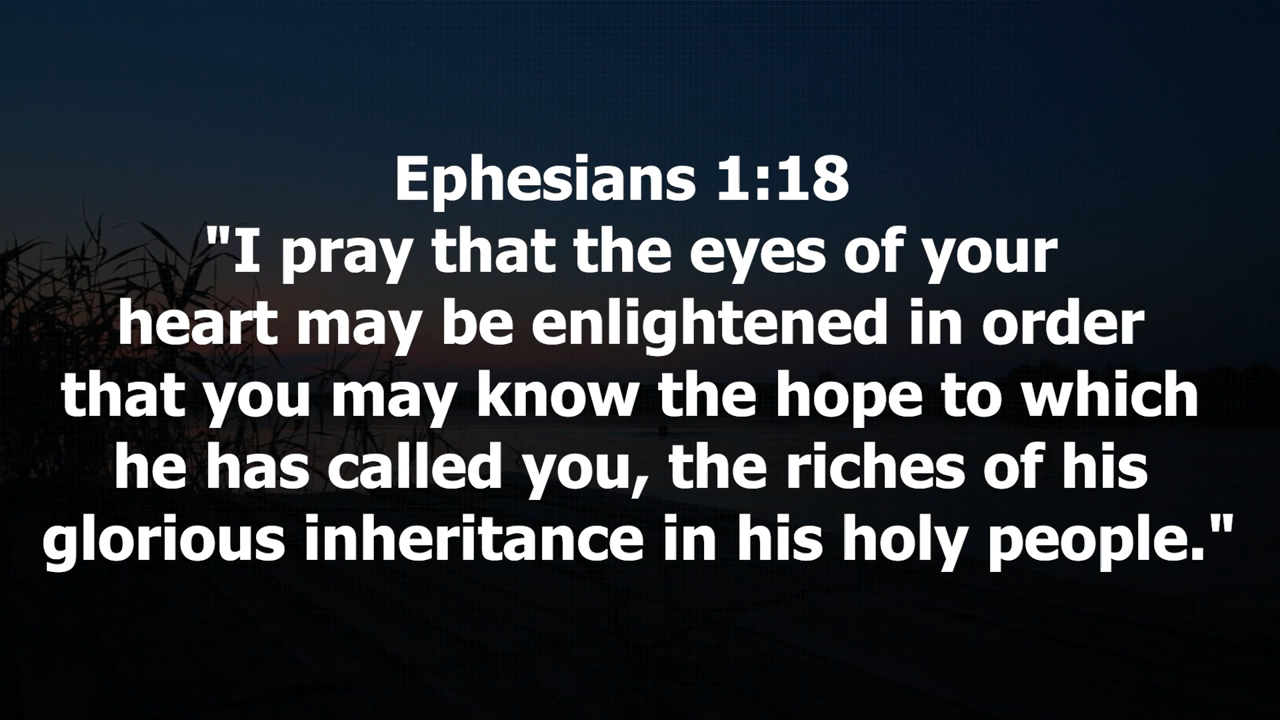 Ephesians 1:18
"I pray that the eyes of your
heart may be enlightened in order
that you may know the hope to which
he has called you, the riches of his
glorious inheritance in his holy people."